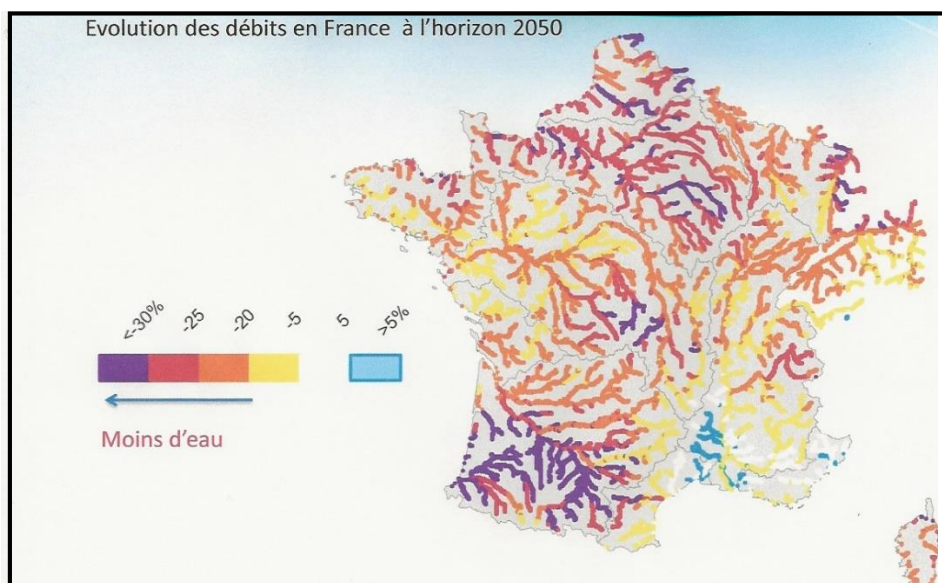 Evolution des débits en France à l’horizon 2050
<-30% -25 -20 -5 5 >5%
Moins d’eau